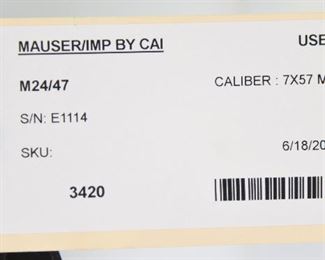 MAUSER/IMP BY CAI USE
M24/47 CALIBER : 7X57 M
S/N: E1114
SKU: 6/18/20
3420